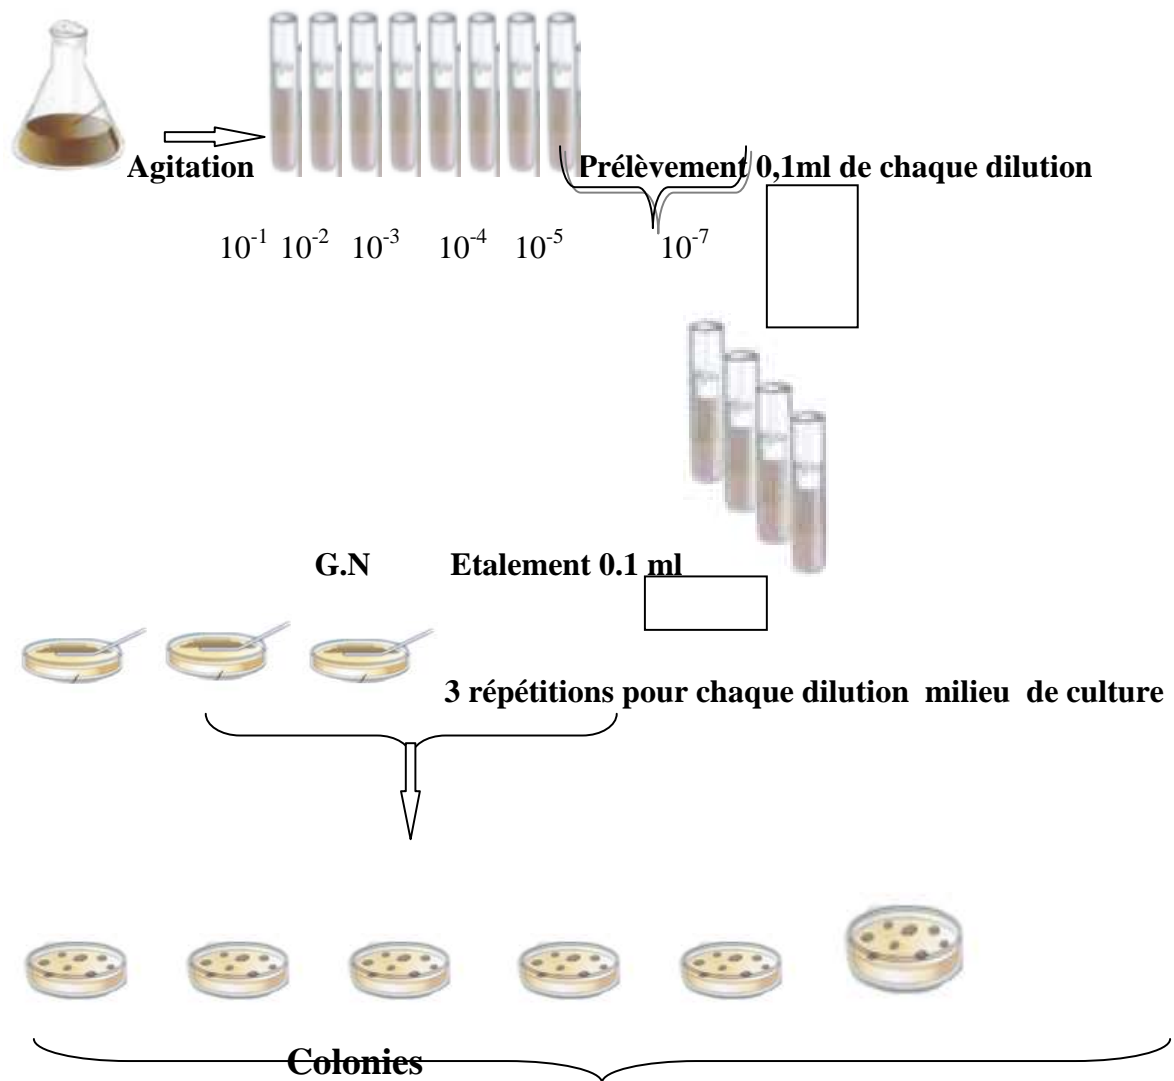 Agitation Prélèvement 0,1ml de chaque dilution
10⁻¹ 10⁻² 10⁻³ 10⁻⁴ 10⁻⁵ 10⁻⁷
G.N Etalement 0.1 ml
3 répétitions pour chaque dilution milieu de culture
Colonies